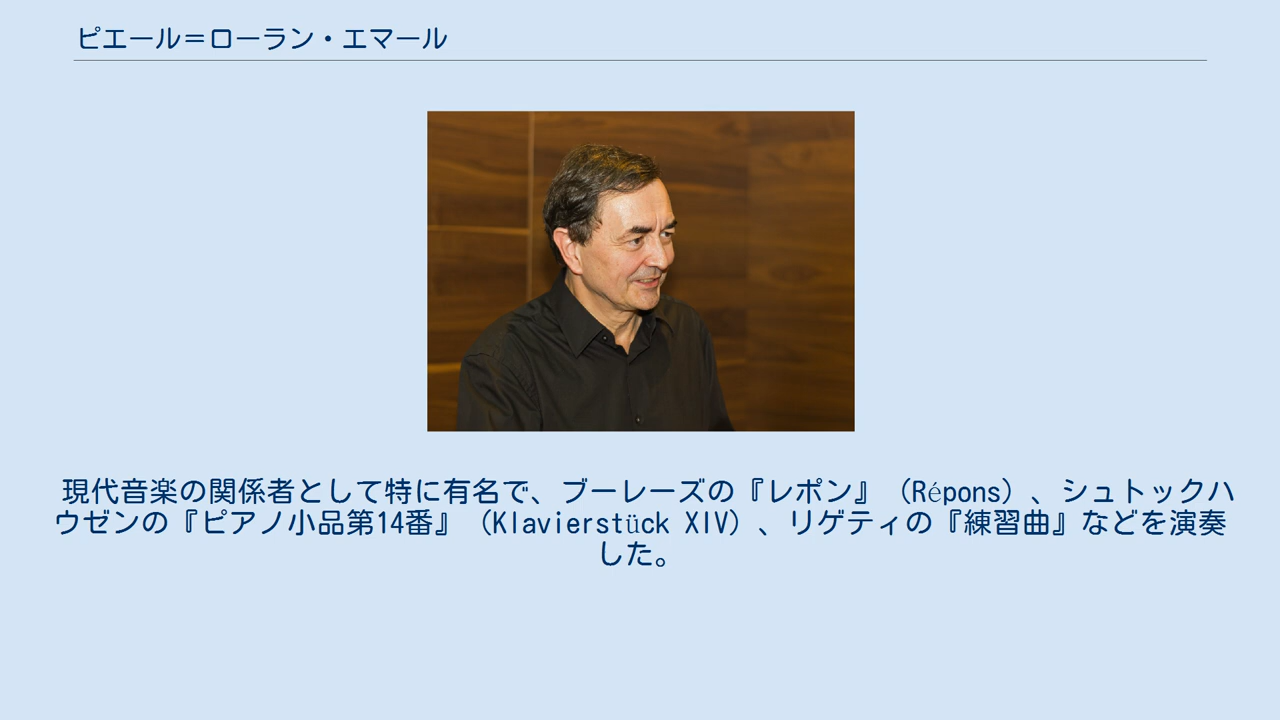 ピエール＝ローラン・エマール
現代音楽の関係者として特に有名で、ブーレーズの『レポン』（Répons）、シュトックハ
ウゼンの『ピアノ小品第14番』（Klavierstück XIV）、リゲティの『練習曲』などを演奏
した。